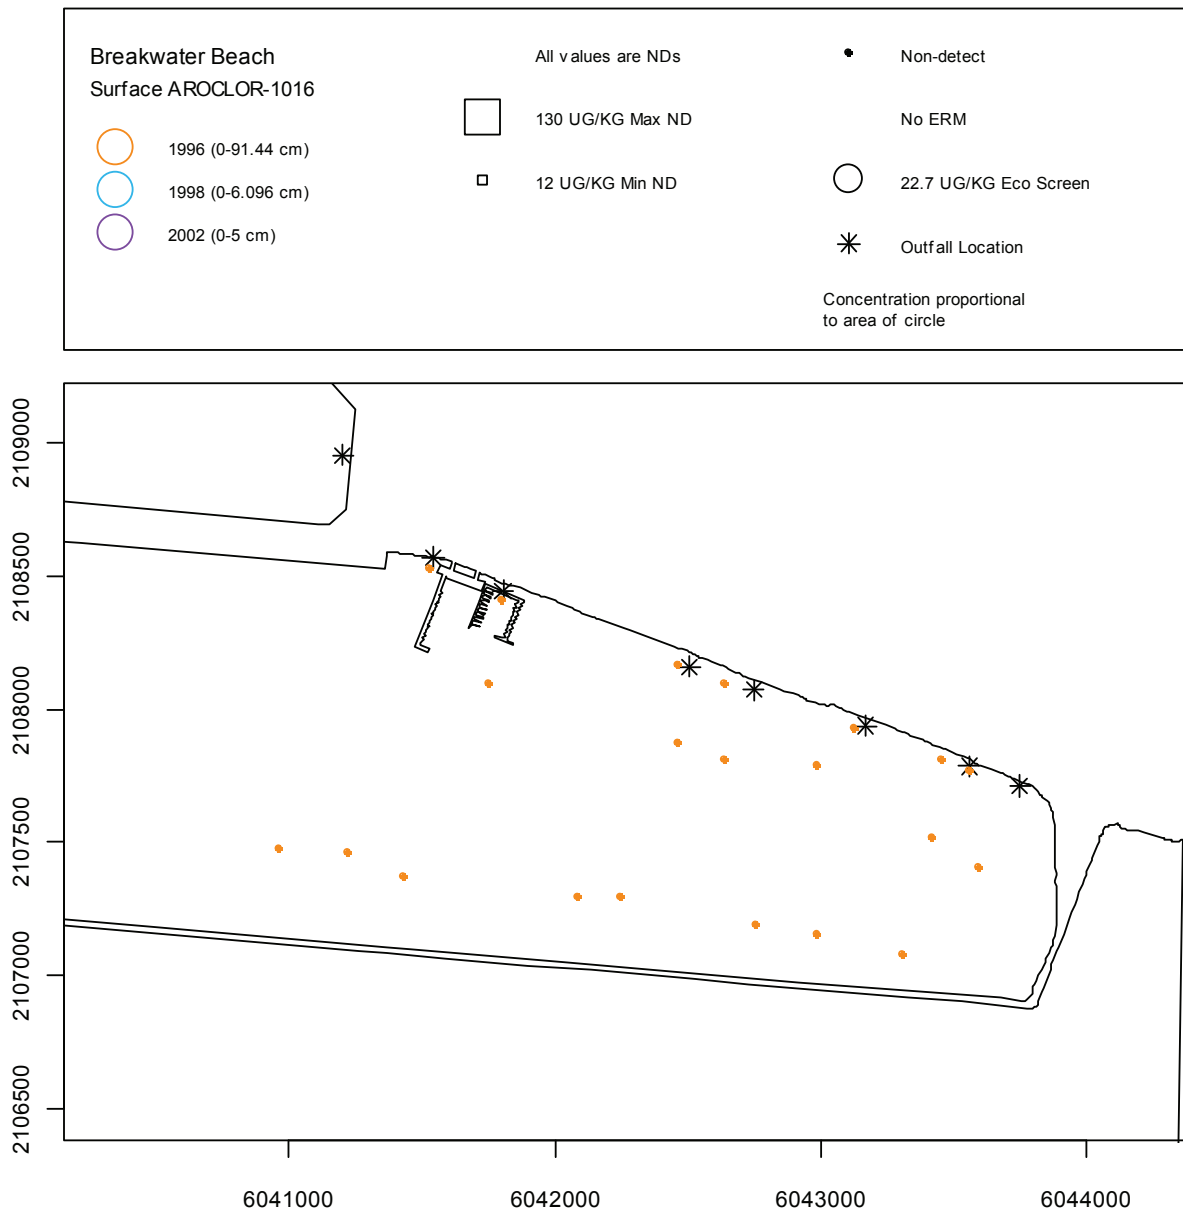 Breakwater Beach
Surface AROCLOR-1016
1996 (0-91.44 cm)
1998 (0-6.096 cm)
2002 (0-5 cm)
All values are NDs
130 UG/KG Max ND
12 UG/KG Min ND
Non-detect
No ERM
22.7 UG/KG Eco Screen
Outfall Location
Concentration proportional
to area of circle
2109000
2108500
2108000
2107500
2107000
2106500
6041000
6042000
6043000
6044000